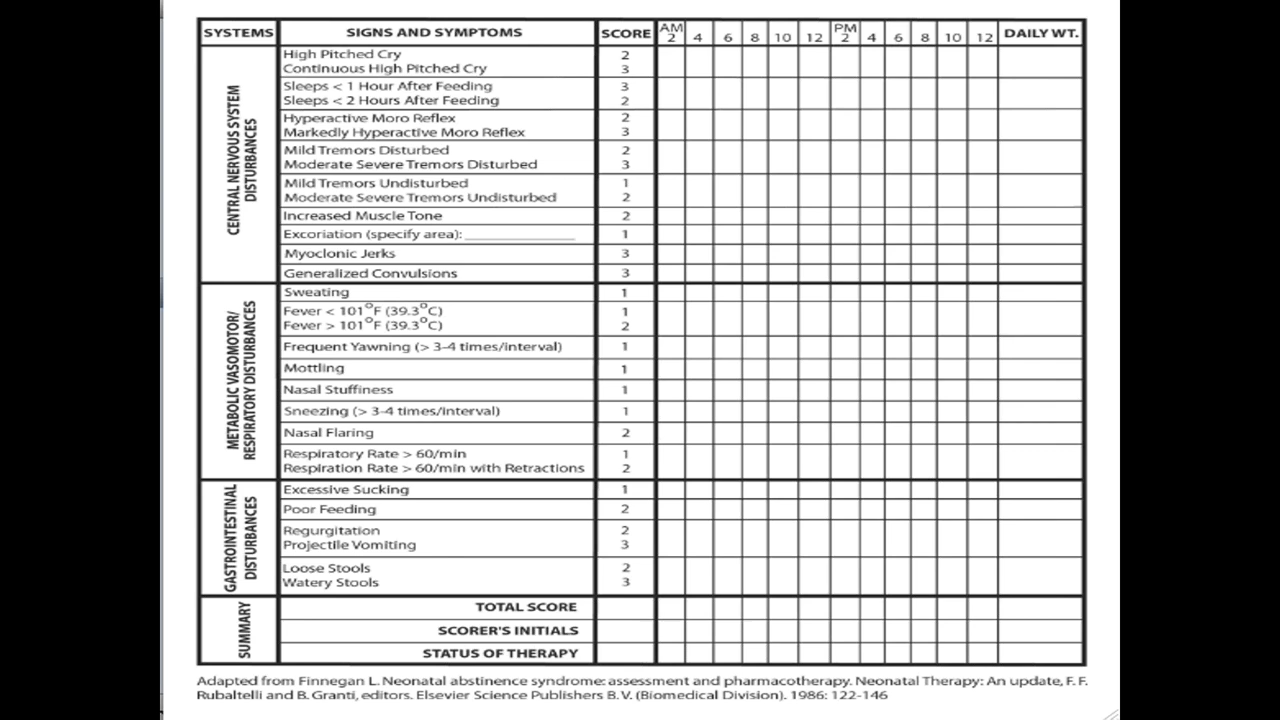 SYSTEMS SIGNS AND SYMPTOMS SCORE AM 2 4 6 8 10 12 PM 2 4 6 8 10 12 DAILY WT.
CENTRAL NERVOUS SYSTEM
DISTURBANCES
High Pitched Cry 2
Continuous High Pitched Cry 3
Sleeps < 1 Hour After Feeding 3
Sleeps < 2 Hours After Feeding 2
Hyperactive Moro Reflex 2
Markedly Hyperactive Moro Reflex 3
Mild Tremors Disturbed 2
Moderate Severe Tremors Disturbed 3
Mild Tremors Undisturbed 1
Moderate Severe Tremors Undisturbed 2
Increased Muscle Tone 2
Excoriation (specify area): ______________ 1
Myoclonic Jerks 3
Generalized Convulsions 3
METABOLIC VASOMOTOR/
RESPIRATORY DISTURBANCES
Sweating 1
Fever < 101°F (39.3°C) 1
Fever > 101°F (39.3°C) 2
Frequent Yawning (> 3-4 times/interval) 1
Mottling 1
Nasal Stuffiness 1
Sneezing (> 3-4 times/interval) 1
Nasal Flaring 2
Respiratory Rate > 60/min 1
Respiration Rate > 60/min with Retractions 2
GASTROINTESTINAL
DISTURBANCES
Excessive Sucking 1
Poor Feeding 2
Regurgitation 2
Projectile Vomiting 3
Loose Stools 2
Watery Stools 3
SUMMARY
TOTAL SCORE
SCORER'S INITIALS
STATUS OF THERAPY
Adapted from Finnegan L. Neonatal abstinence syndrome: assessment and pharmacotherapy. Neonatal Therapy: An update, F. F.
Rubaltelli and B. Granti, editors. Elsevier Science Publishers B. V. (Biomedical Division). 1986: 122-146